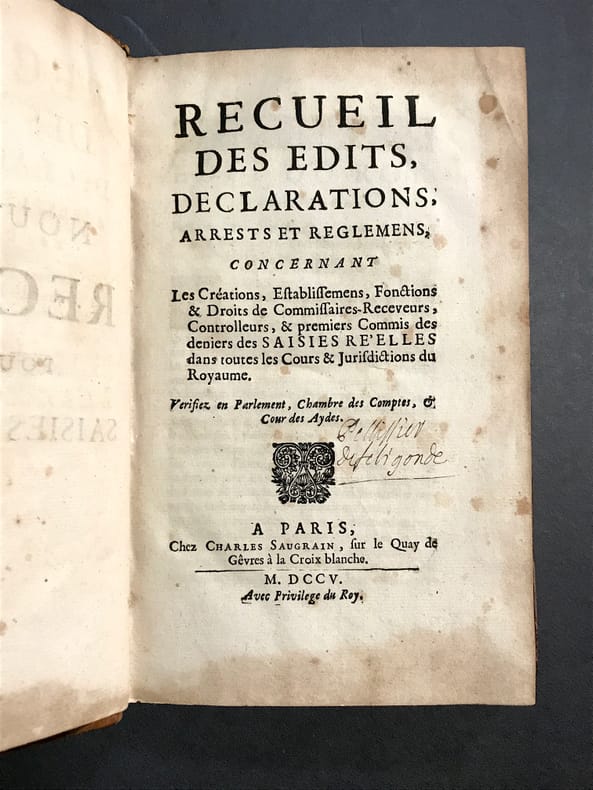 RECUEIL
DES EDITS,
DECLARATIONS,
ARRESTS ET REGLEMENS,
CONCERNANT
Les Créations, Establiſſemens, Fonctions
& Droits de Commiſſaires-Receveurs,
Controlleurs, & premiers Commis des
deniers des SAISIES RE'ELLES
dans toutes les Cours & Juriſdictions du
Royaume.
Verifiez en Parlement, Chambre des Comptes, &
Cour des Aydes.
Pellissier
de feligonde
A PARIS,
Chez CHARLES SAUGRAIN, ſur le Quay de
Gêvres à la Croix blanche.
M. DCCV.
Avec Privilege du Roy.